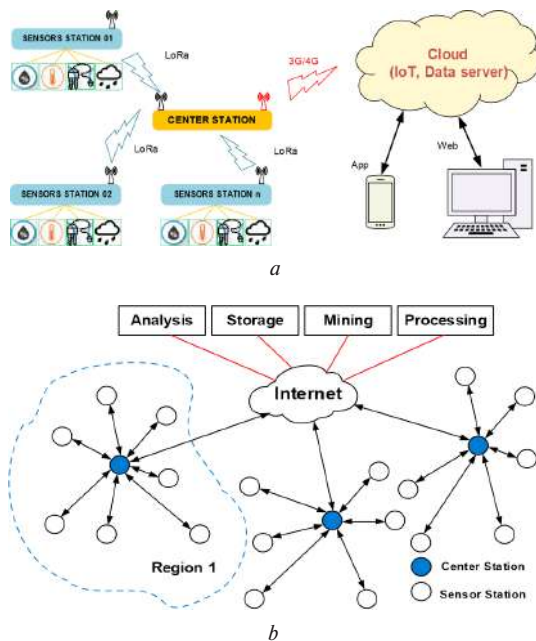 SENSORS STATION 01
LoRa
3G/4G
Cloud
(IoT, Data server)
CENTER STATION
LoRa
LoRa
App
Web
SENSORS STATION 02
SENSORS STATION n
a
Analysis
Storage
Mining
Processing
Internet
Region 1
Center Station
Sensor Station
b